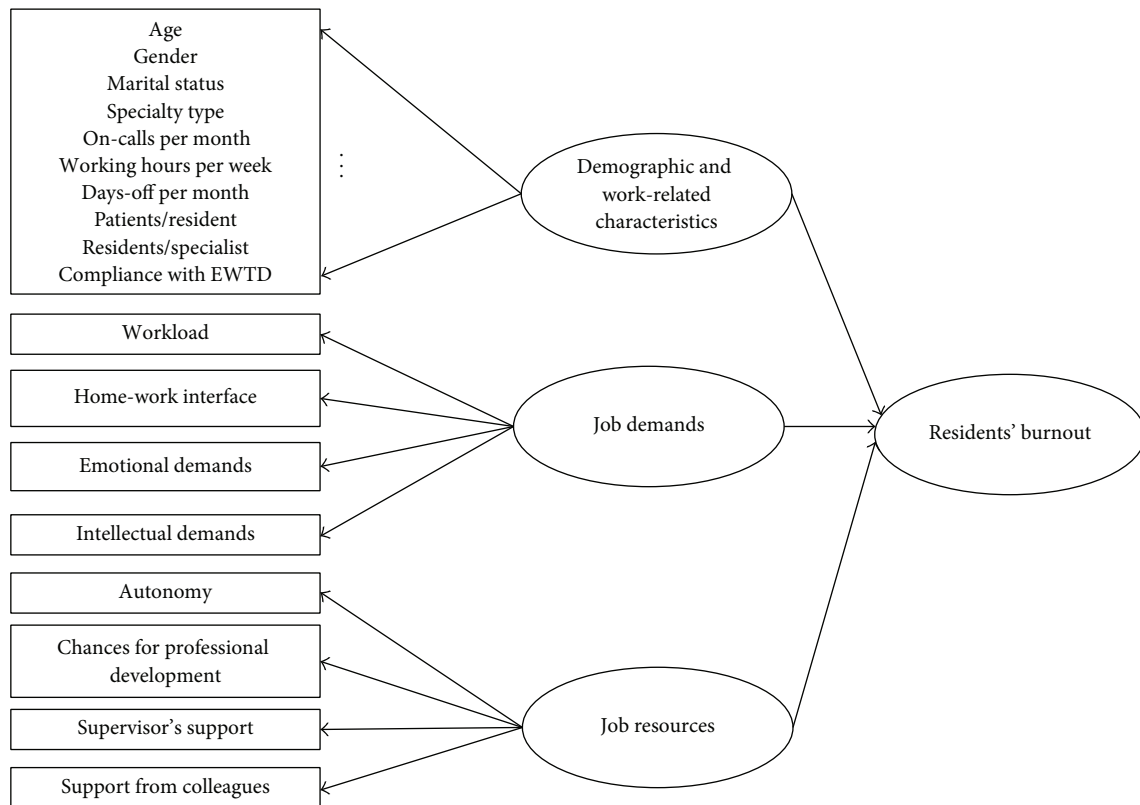 Age
Gender
Marital status
Specialty type
On-calls per month
Working hours per week
Days-off per month
Patients/resident
Residents/specialist
Compliance with EWTD
Workload
Home-work interface
Emotional demands
Intellectual demands
Autonomy
Chances for professional
development
Supervisor's support
Support from colleagues
Demographic and
work-related
characteristics
Job demands
Job resources
Residents' burnout